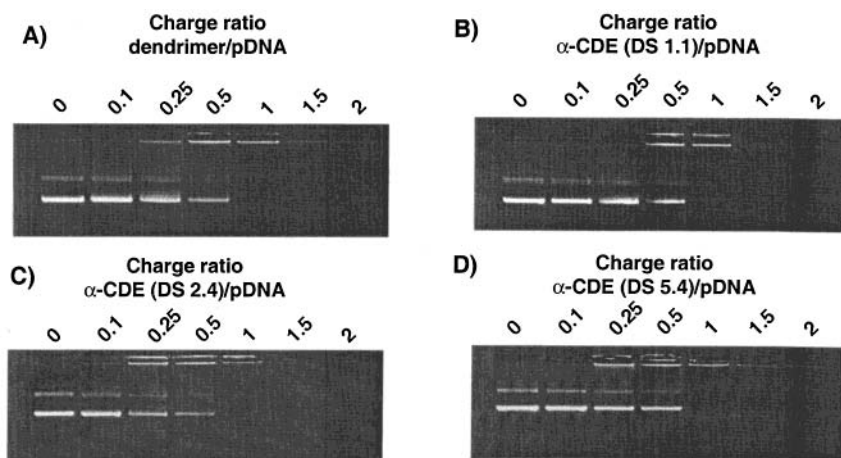 A)
Charge ratio
dendrimer/pDNA
0 0.1 0.25 0.5 1 1.5 2
B)
Charge ratio
α-CDE (DS 1.1)/pDNA
0 0.1 0.25 0.5 1 1.5 2
C)
Charge ratio
α-CDE (DS 2.4)/pDNA
0 0.1 0.25 0.5 1 1.5 2
D)
Charge ratio
α-CDE (DS 5.4)/pDNA
0 0.1 0.25 0.5 1 1.5 2